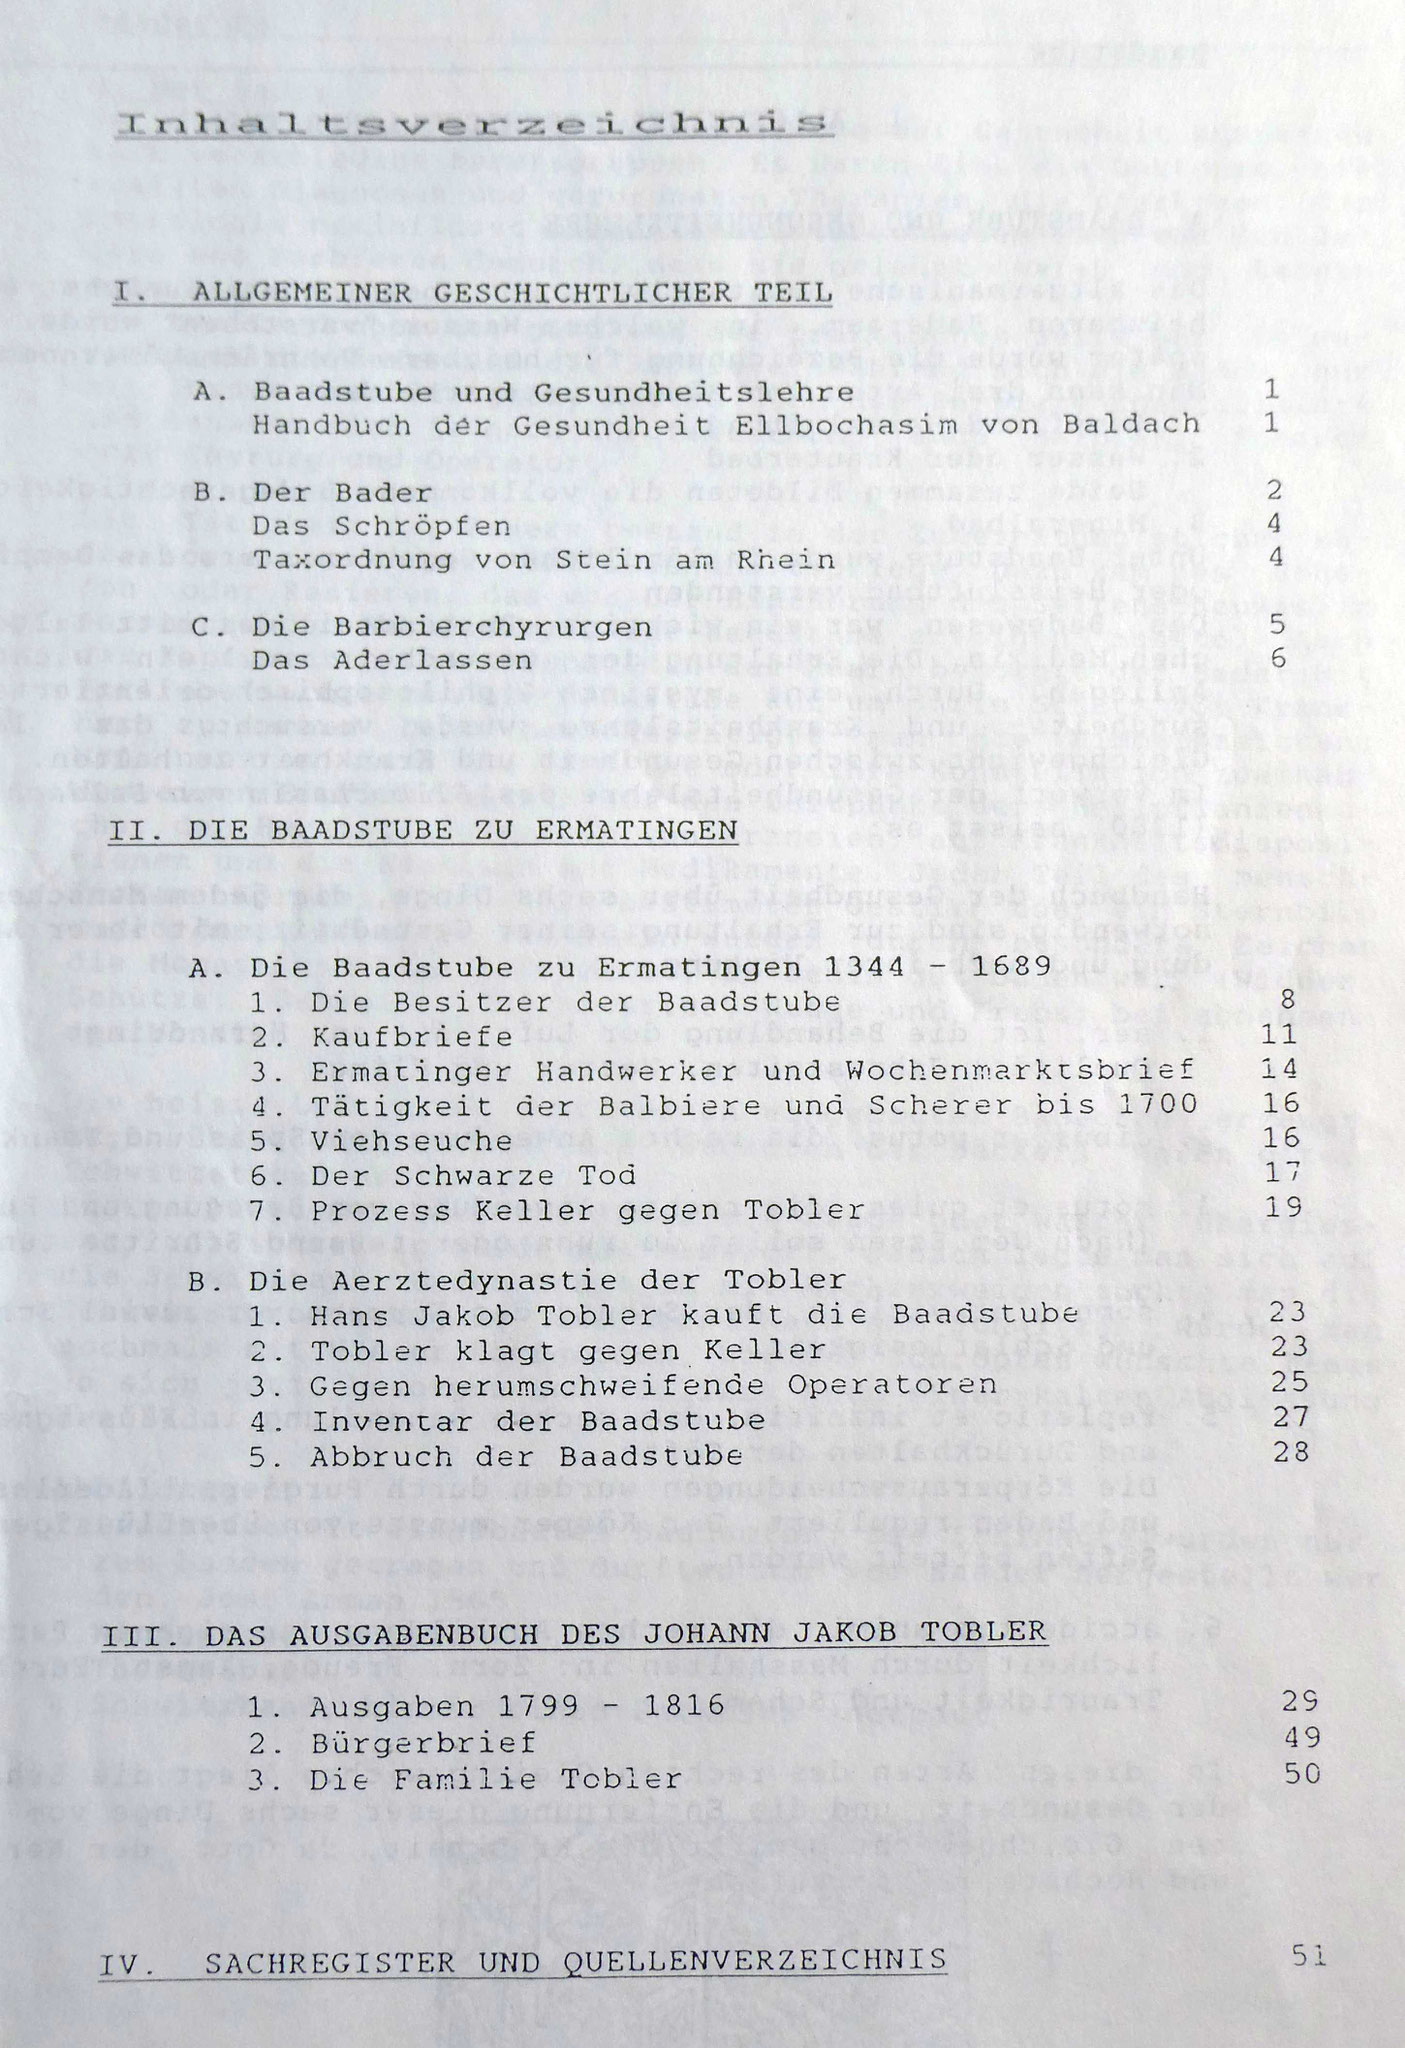 Inhaltsverzeichnis
I. ALLGEMEINER GESCHICHTLICHER TEIL
A. Baadstube und Gesundheitslehre 1
Handbuch der Gesundheit Ellbochasim von Baldach 1
B. Der Bader 2
Das Schröpfen 4
Taxordnung von Stein am Rhein 4
C. Die Barbierchyrurgen 5
Das Aderlassen 6
II. DIE BAADSTUBE ZU ERMATINGEN
A. Die Baadstube zu Ermatingen 1344 - 1689
1. Die Besitzer der Baadstube 8
2. Kaufbriefe 11
3. Ermatinger Handwerker und Wochenmarktsbrief 14
4. Tätigkeit der Balbiere und Scherer bis 1700 16
5. Viehseuche 16
6. Der Schwarze Tod 17
7. Prozess Keller gegen Tobler 19
B. Die Aerztedynastie der Tobler
1. Hans Jakob Tobler kauft die Baadstube 23
2. Tobler klagt gegen Keller 23
3. Gegen herumschweifende Operatoren 25
4. Inventar der Baadstube 27
5. Abbruch der Baadstube 28
III. DAS AUSGABENBUCH DES JOHANN JAKOB TOBLER
1. Ausgaben 1799 - 1816 29
2. Bürgerbrief 49
3. Die Familie Tobler 50
IV. SACHREGISTER UND QUELLENVERZEICHNIS 51